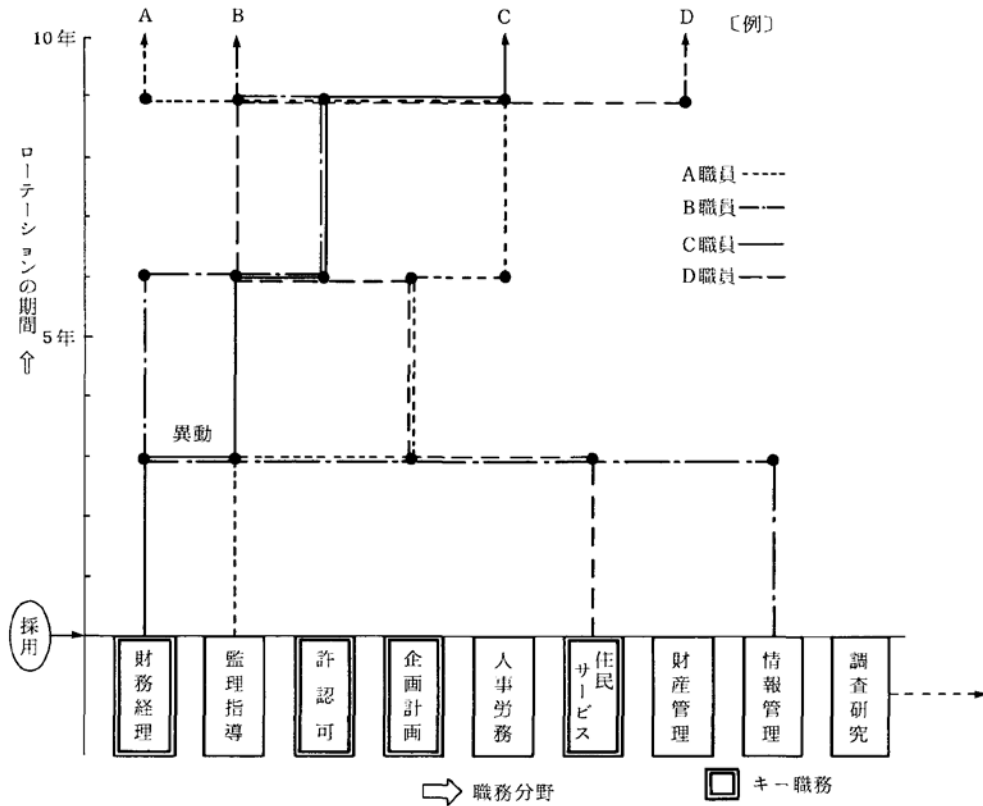 A B C D 〔例〕
10年
ローテーションの期間⇧
A職員
B職員
C職員
D職員
5年
異動
採用
財務経理
監理指導
許認可
企画計画
人事労務
住民サービス
財産管理
情報管理
調査研究
⇨ 職務分野
キー職務